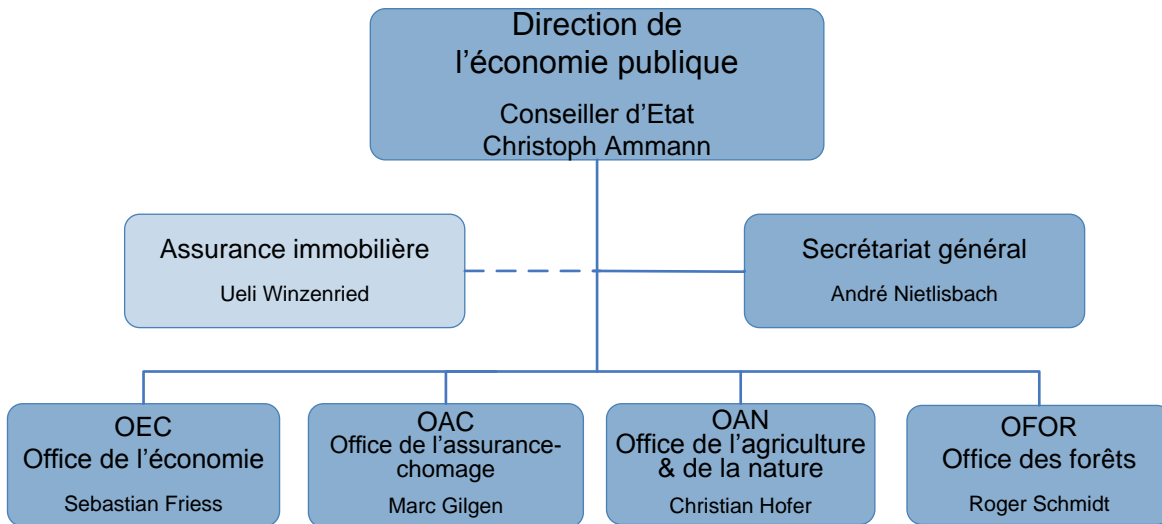 Direction de
l’économie publique
Conseiller d’Etat
Christoph Ammann
Assurance immobilière
Ueli Winzenried
Secrétariat général
André Nietlisbach
OEC
Office de l’économie
Sebastian Friess
OAC
Office de l’assurance-
chomage
Marc Gilgen
OAN
Office de l’agriculture
& de la nature
Christian Hofer
OFOR
Office des forêts
Roger Schmidt